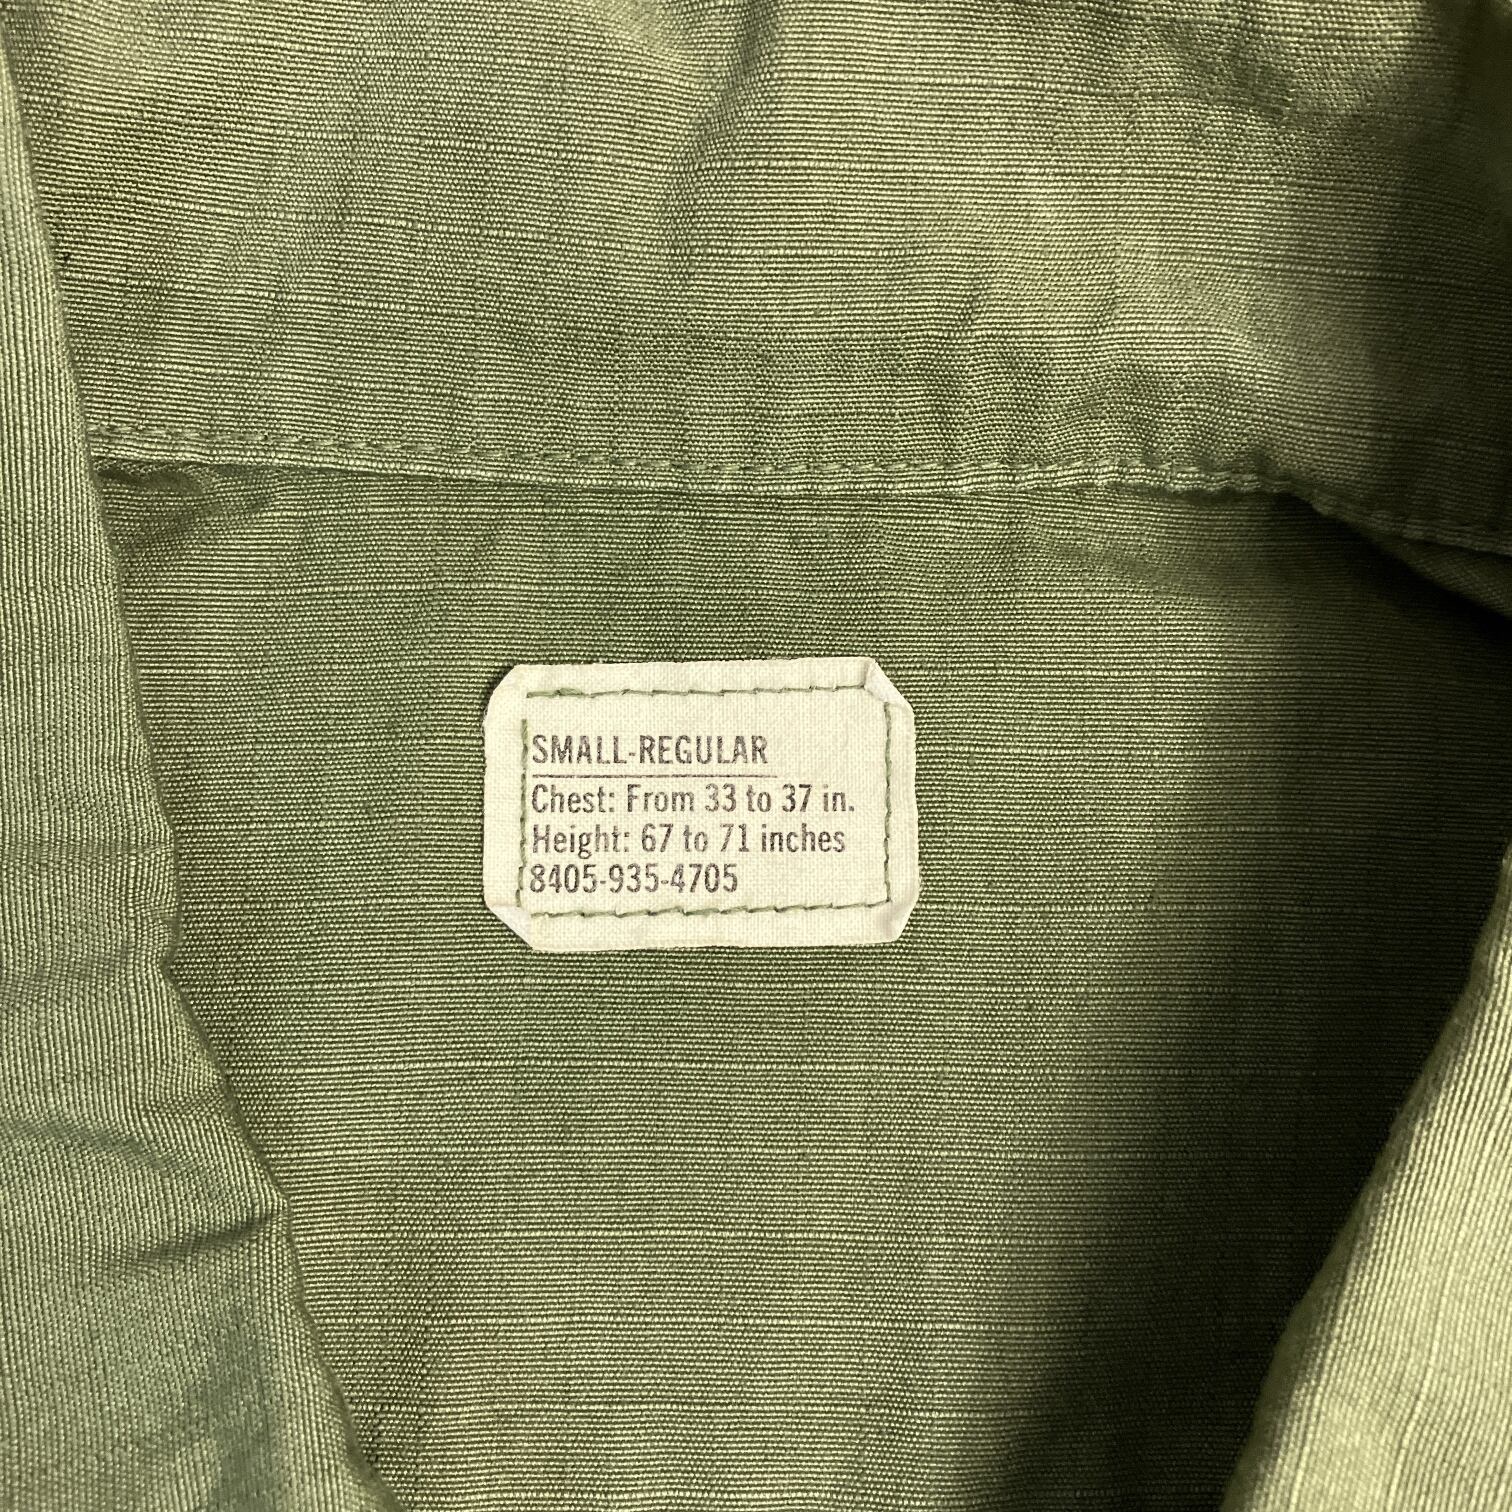 SMALL-REGULAR
Chest: From 33 to 37 in.
Height: 67 to 71 inches
8405-935-4705